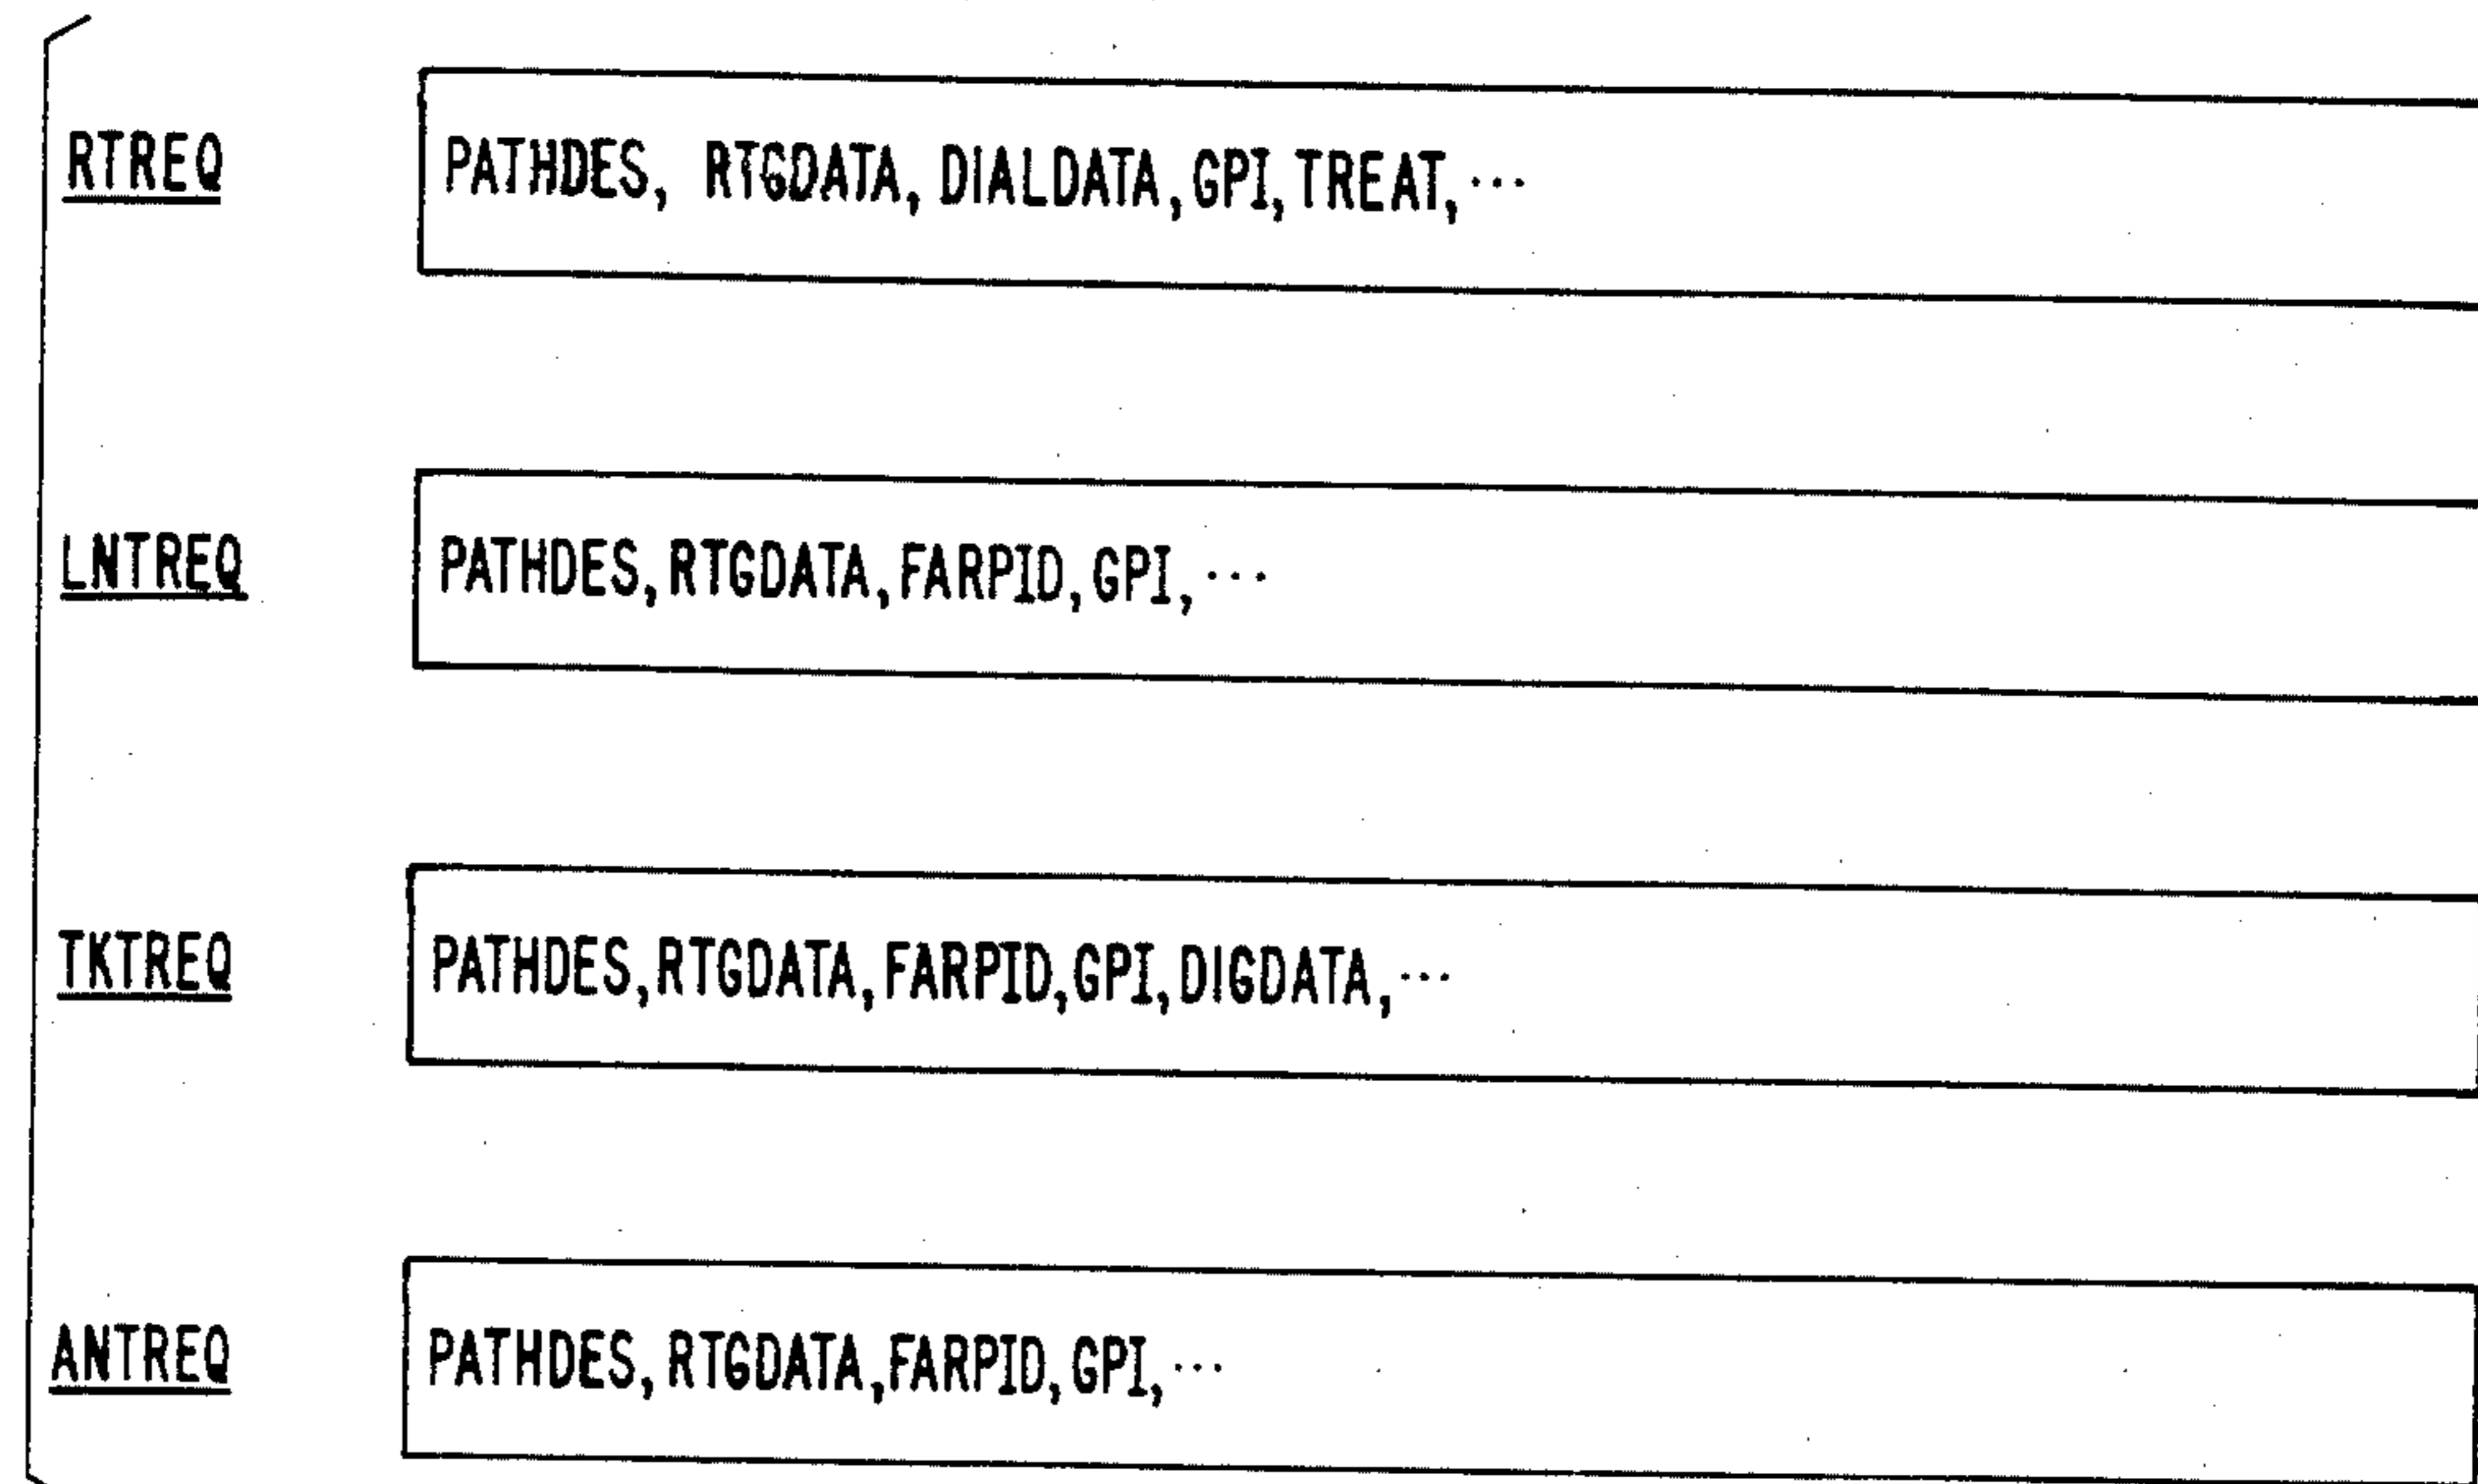 RTREQ
PATHDES, RTGDATA, DIALDATA, GPI, TREAT, ...
LNTREQ
PATHDES, RTGDATA, FARPID, GPI, ...
TKTREQ
PATHDES, RTGDATA, FARPID, GPI, DIGDATA, ...
ANTREQ
PATHDES, RTGDATA, FARPID, GPI, ...